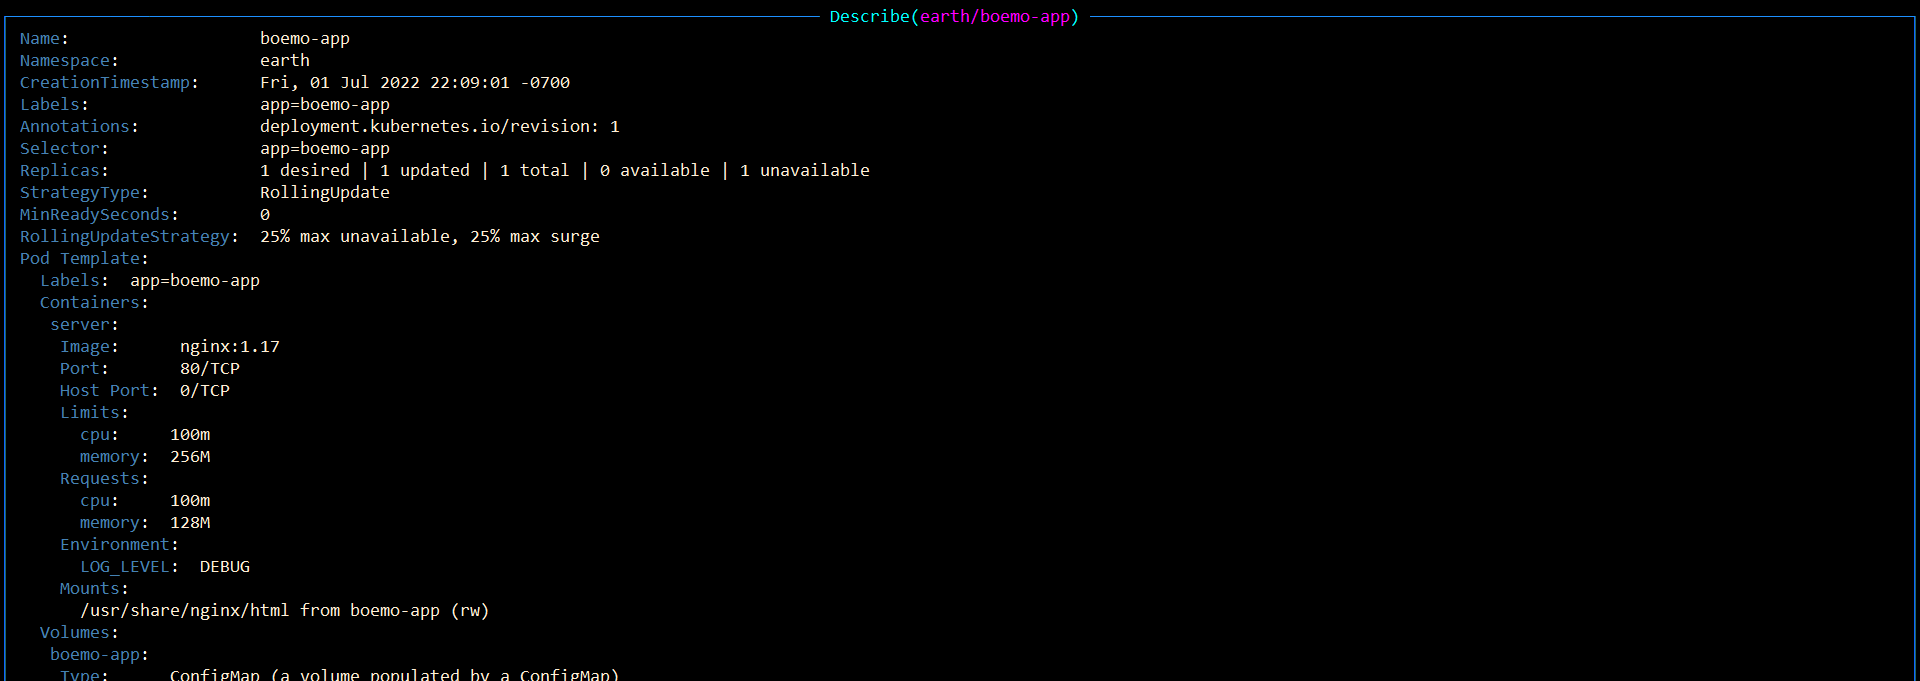 Describe(earth/boemo-app)
Name: boemo-app
Namespace: earth
CreationTimestamp: Fri, 01 Jul 2022 22:09:01 -0700
Labels: app=boemo-app
Annotations: deployment.kubernetes.io/revision: 1
Selector: app=boemo-app
Replicas: 1 desired | 1 updated | 1 total | 0 available | 1 unavailable
StrategyType: RollingUpdate
MinReadySeconds: 0
RollingUpdateStrategy: 25% max unavailable, 25% max surge
Pod Template:
Labels: app=boemo-app
Containers:
server:
Image: nginx:1.17
Port: 80/TCP
Host Port: 0/TCP
Limits:
cpu: 100m
memory: 256M
Requests:
cpu: 100m
memory: 128M
Environment:
LOG_LEVEL: DEBUG
Mounts:
/usr/share/nginx/html from boemo-app (rw)
Volumes:
boemo-app:
Type: ConfigMap (a volume populated by a ConfigMap)